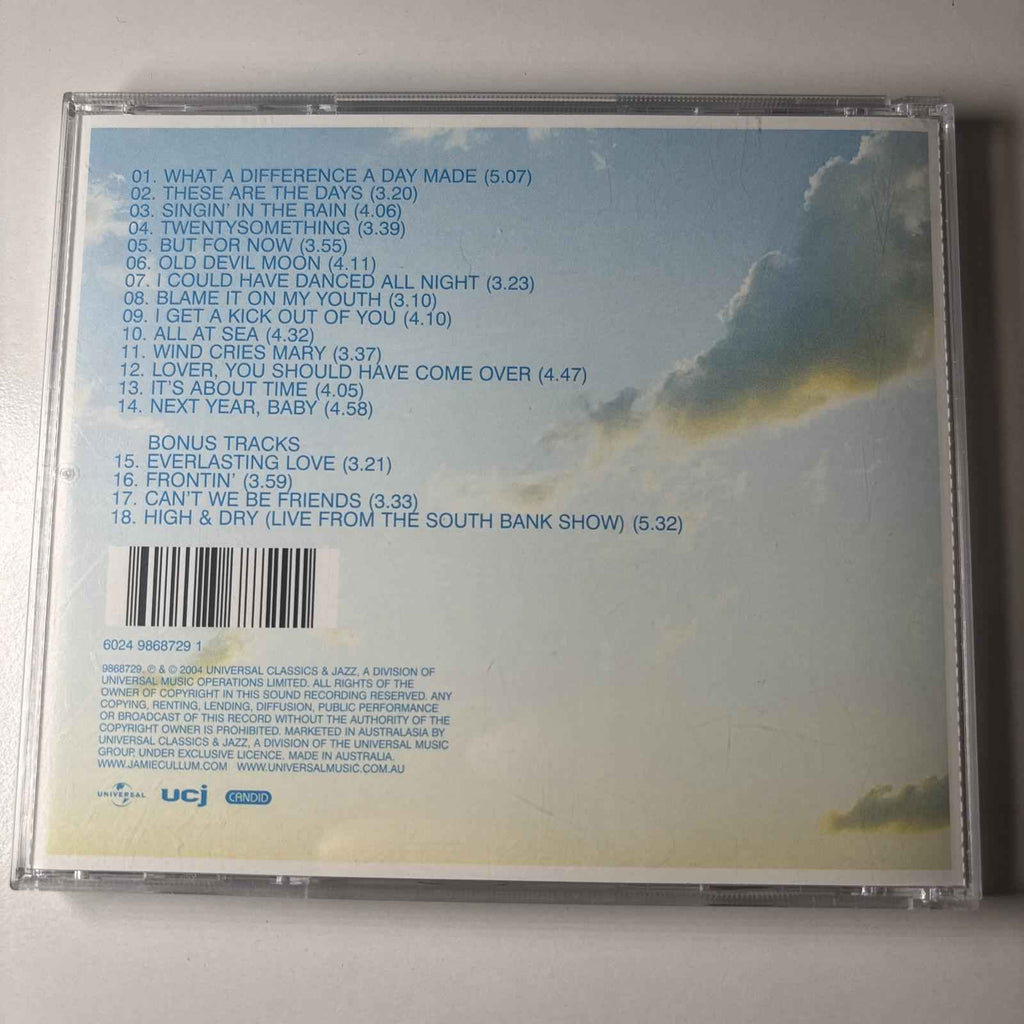 01. WHAT A DIFFERENCE A DAY MADE (5.07)
02. THESE ARE THE DAYS (3.20)
03. SINGIN' IN THE RAIN (4.06)
04. TWENTYSOMETHING (3.39)
05. BUT FOR NOW (3.55)
06. OLD DEVIL MOON (4.11)
07. I COULD HAVE DANCED ALL NIGHT (3.23)
08. BLAME IT ON MY YOUTH (3.10)
09. I GET A KICK OUT OF YOU (4.10)
10. ALL AT SEA (4.32)
11. WIND CRIES MARY (3.37)
12. LOVER, YOU SHOULD HAVE COME OVER (4.47)
13. IT'S ABOUT TIME (4.05)
14. NEXT YEAR, BABY (4.58)
BONUS TRACKS
15. EVERLASTING LOVE (3.21)
16. FRONTIN' (3.59)
17. CAN'T WE BE FRIENDS (3.33)
18. HIGH & DRY (LIVE FROM THE SOUTH BANK SHOW) (5.32)
6024 9868729 1
9868729. ℗ & © 2004 UNIVERSAL CLASSICS & JAZZ, A DIVISION OF
UNIVERSAL MUSIC OPERATIONS LIMITED. ALL RIGHTS OF THE
OWNER OF COPYRIGHT IN THIS SOUND RECORDING RESERVED. ANY
COPYING, RENTING, LENDING, DIFFUSION, PUBLIC PERFORMANCE
OR BROADCAST OF THIS RECORD WITHOUT THE AUTHORITY OF THE
COPYRIGHT OWNER IS PROHIBITED. MARKETED IN AUSTRALASIA BY
UNIVERSAL CLASSICS & JAZZ, A DIVISION OF THE UNIVERSAL MUSIC
GROUP, UNDER EXCLUSIVE LICENCE. MADE IN AUSTRALIA.
WWW.JAMIECULLUM.COM WWW.UNIVERSALMUSIC.COM.AU
UNIVERSAL ucj CANDID